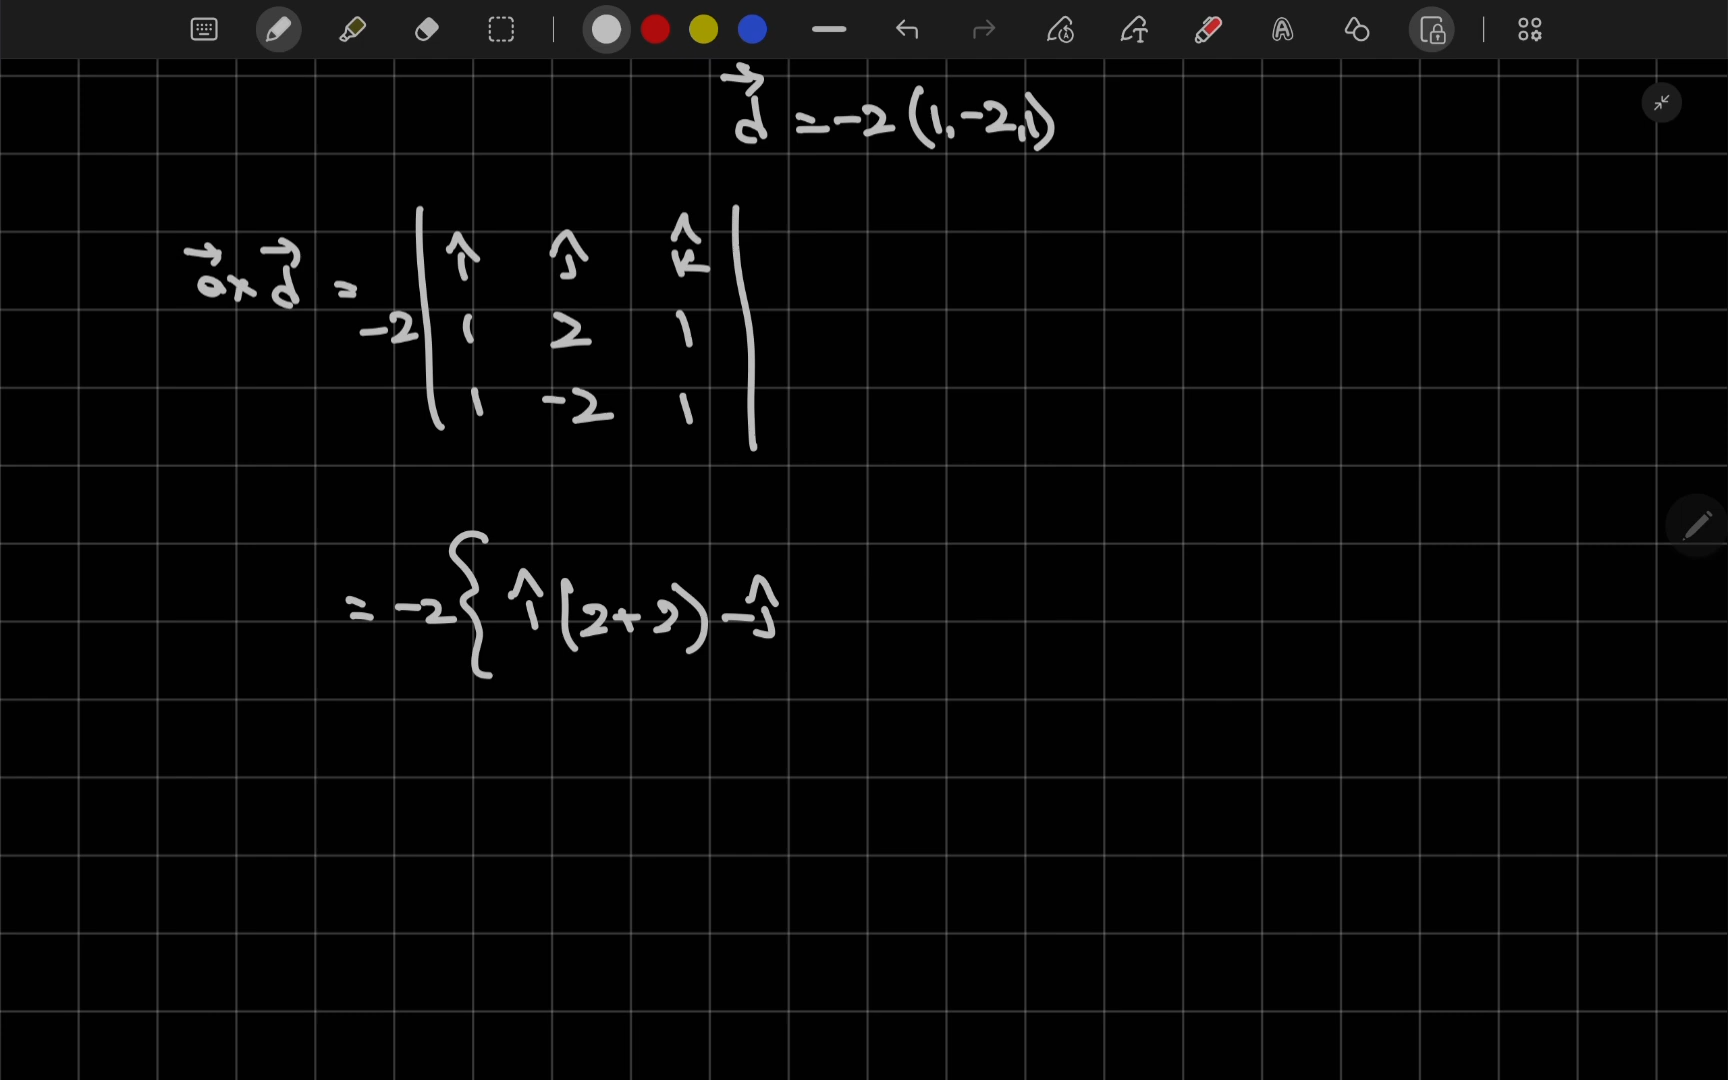 d⃗ = -2 (1, -2, 1)
a⃗ × d⃗ = -2 | î ĵ k̂ |
| 1 2 1 |
| 1 -2 1 |
= -2 { î (2+2) - ĵ